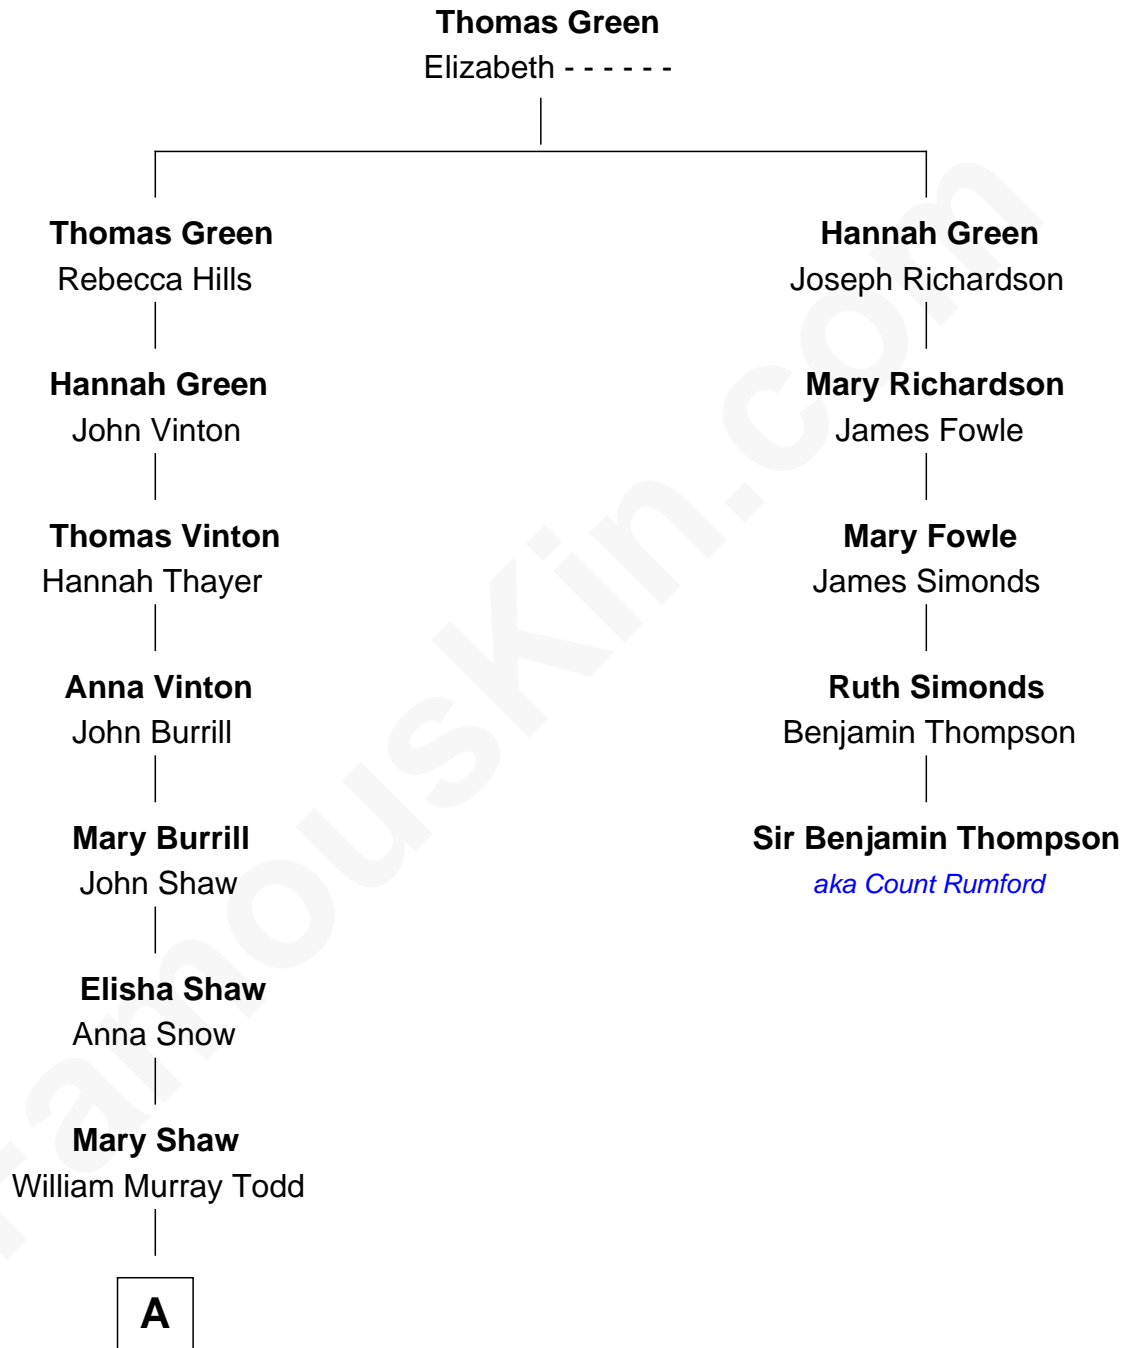 Thomas Green
Elizabeth - - - - - -
Thomas Green
Rebecca Hills
Hannah Green
John Vinton
Thomas Vinton
Hannah Thayer
Anna Vinton
John Burrill
Mary Burrill
John Shaw
Elisha Shaw
Anna Snow
Mary Shaw
William Murray Todd
A
Hannah Green
Joseph Richardson
Mary Richardson
James Fowle
Mary Fowle
James Simonds
Ruth Simonds
Benjamin Thompson
Sir Benjamin Thompson
aka Count Rumford
FamousKin.com